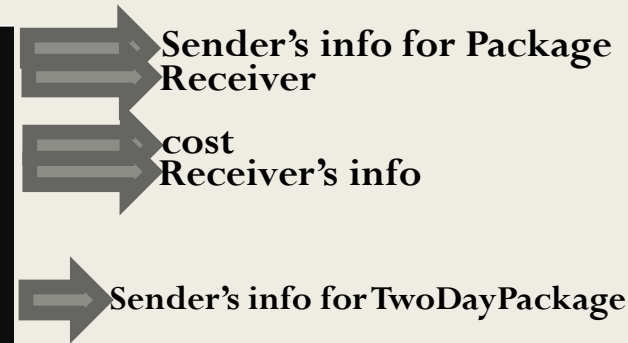 Sender’s info for Package
Receiver
cost
Receiver’s info
Sender’s info for TwoDayPackage